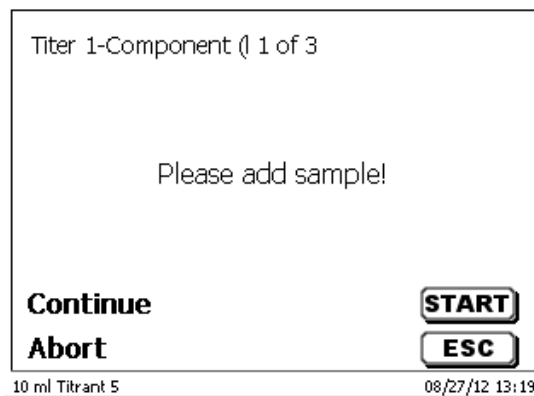 Titer 1-Component (l 1 of 3
Please add sample!
Continue START
Abort ESC
10 ml Titrant 5 08/27/12 13:19